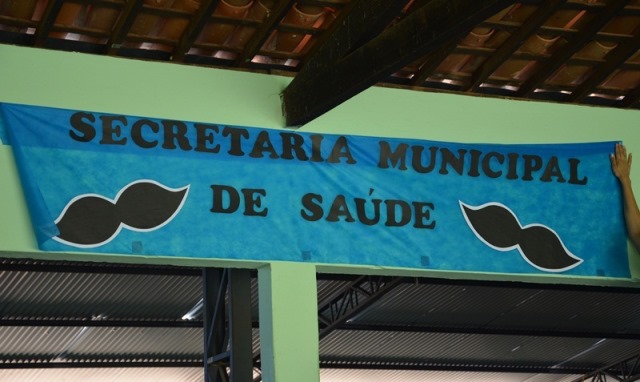 SECRETARIA MUNICIPAL
DE SAÚDE